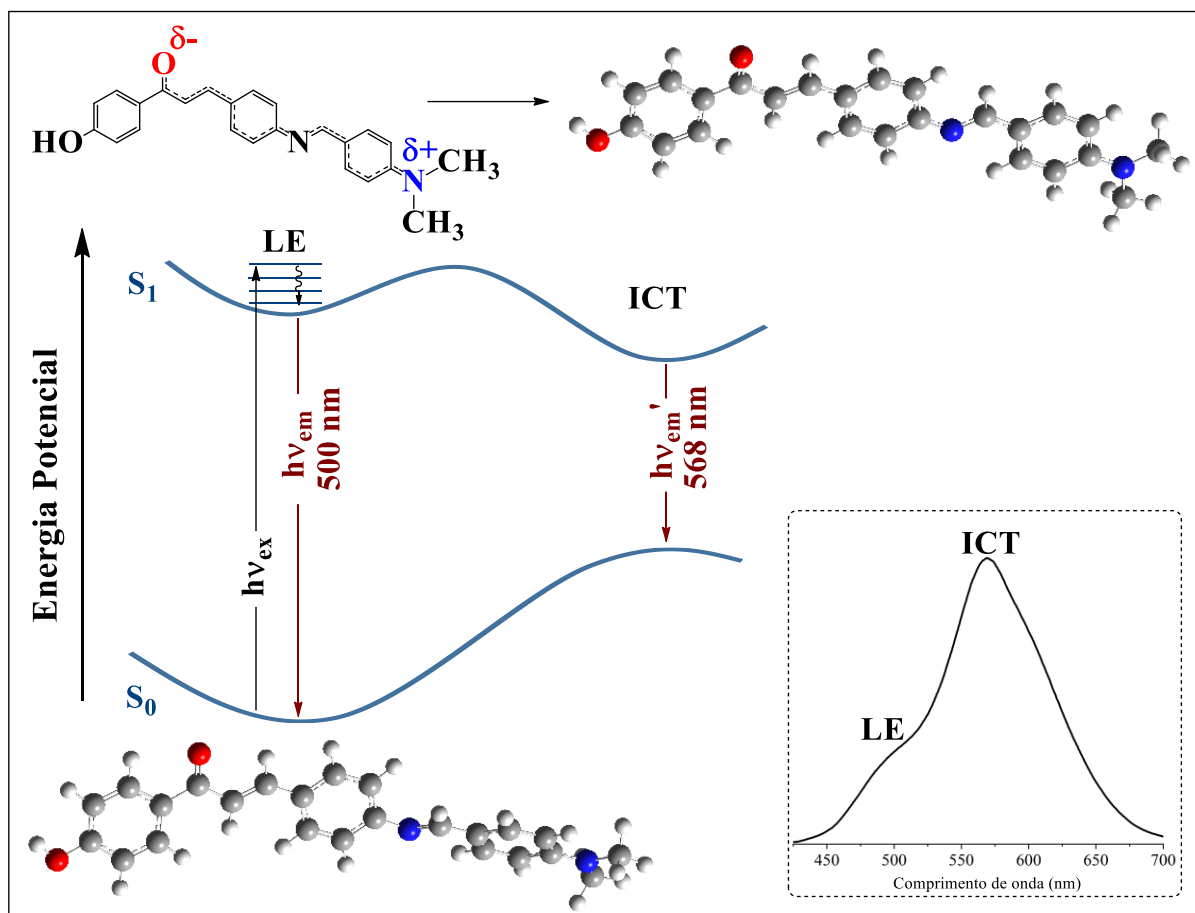 δ-
O
HO
N
δ+
N
CH3
CH3
LE
S1
ICT
Energia Potencial
hνex
hνem
500 nm
hνem'
568 nm
S0
ICT
LE
450 500 550 600 650 700
Comprimento de onda (nm)